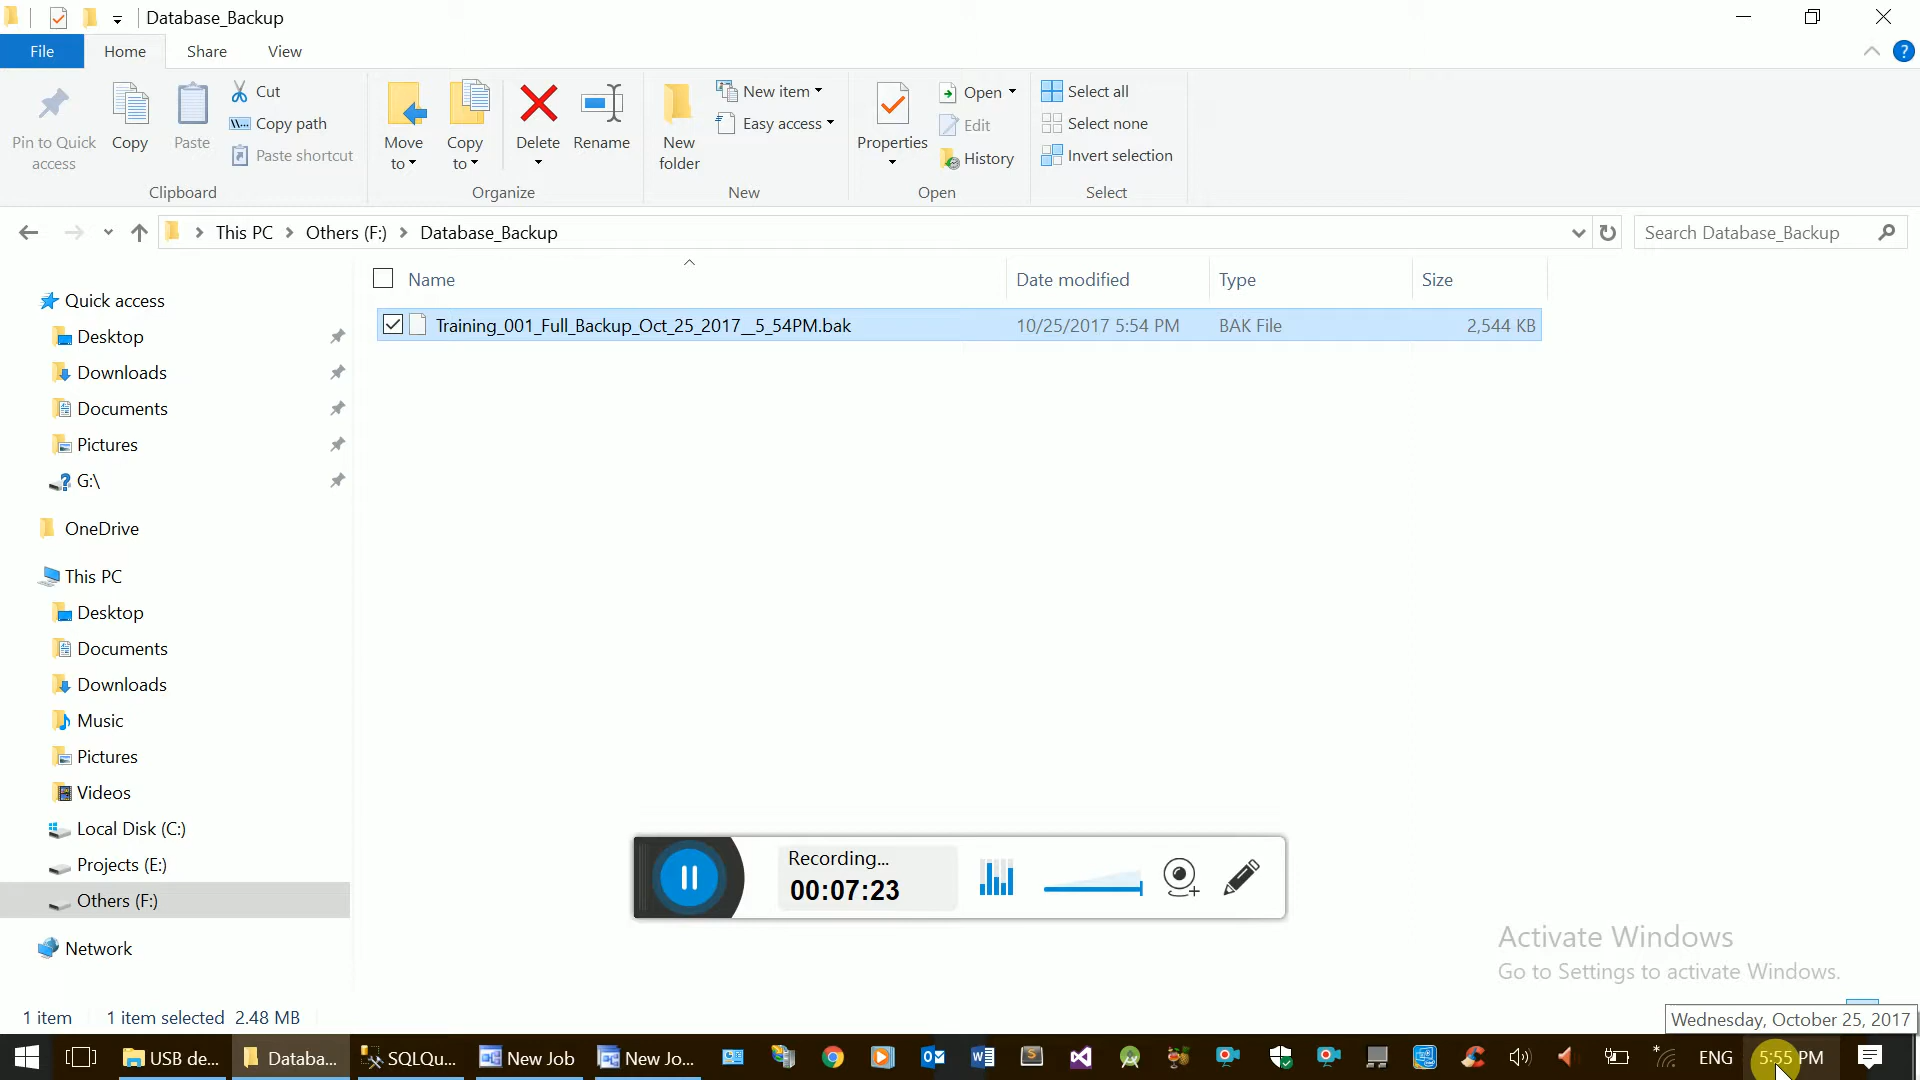 Database_Backup
File Home Share View
Pin to Quick access
Copy
Paste
Cut
Copy path
Paste shortcut
Clipboard
Move to
Copy to
Delete
Rename
Organize
New folder
New item
Easy access
New
Properties
Open
Edit
History
Open
Select all
Select none
Invert selection
Select
This PC Others (F:) Database_Backup
Search Database_Backup
Name Date modified Type Size
Training_001_Full_Backup_Oct_25_2017__5_54PM.bak 10/25/2017 5:54 PM BAK File 2,544 KB
Quick access
Desktop
Downloads
Documents
Pictures
G:\
OneDrive
This PC
Desktop
Documents
Downloads
Music
Pictures
Videos
Local Disk (C:)
Projects (E:)
Others (F:)
Network
Recording...
00:07:23
Activate Windows
Go to Settings to activate Windows.
1 item 1 item selected 2.48 MB
Wednesday, October 25, 2017
USB de... Databa... SQLQu... New Job New Jo... ENG 5:55 PM